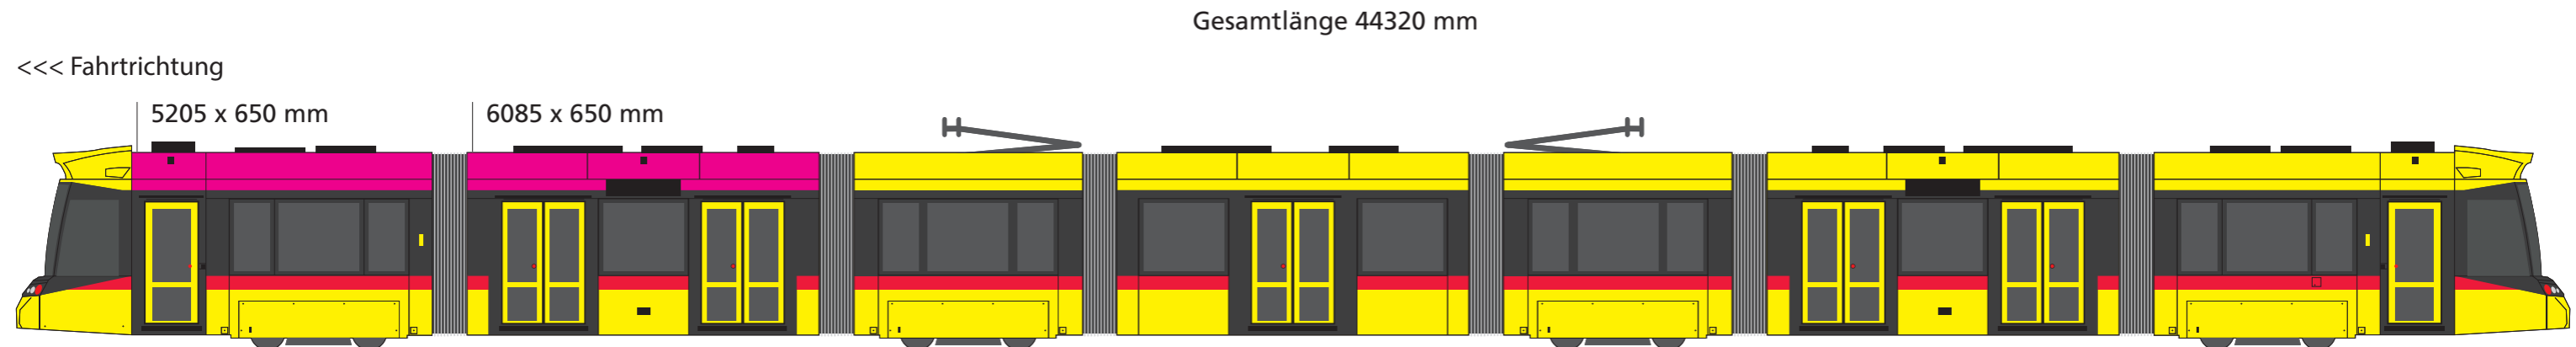 Gesamtlänge 44320 mm
<<< Fahrtrichtung
5205 x 650 mm
6085 x 650 mm